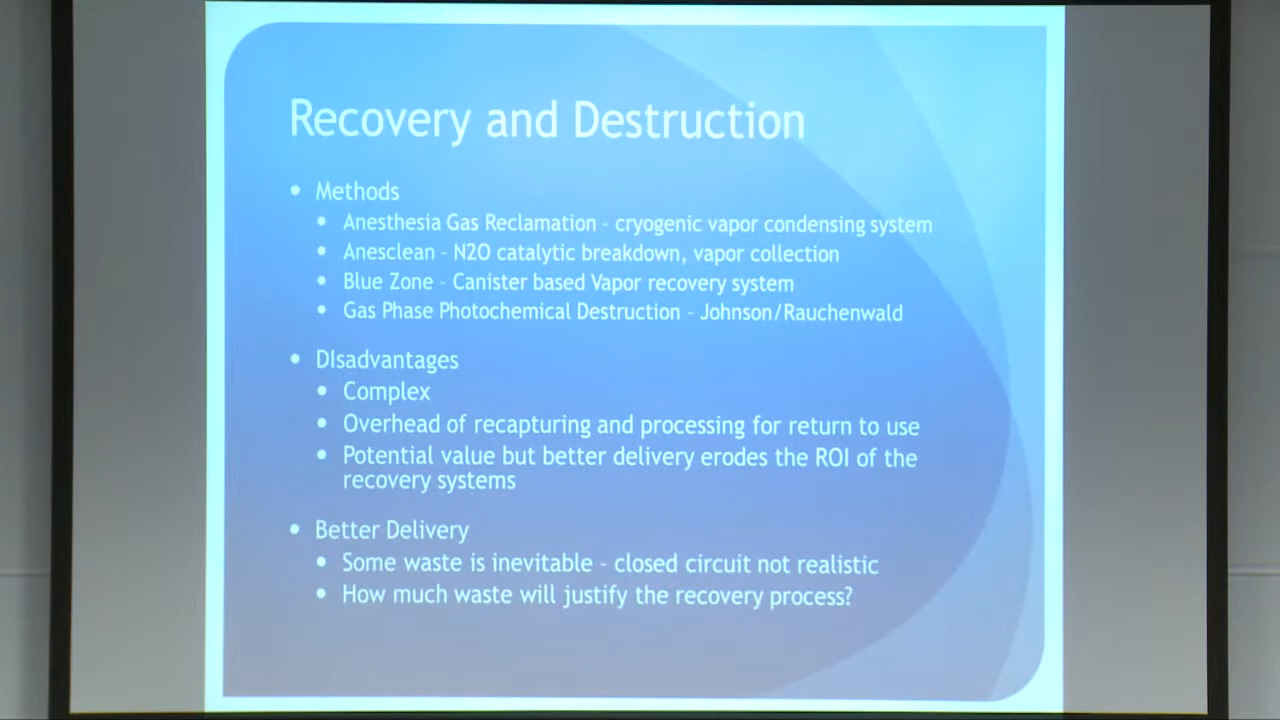 Recovery and Destruction
• Methods
• Anesthesia Gas Reclamation - cryogenic vapor condensing system
• Anesclean - N2O catalytic breakdown, vapor collection
• Blue Zone - Canister based Vapor recovery system
• Gas Phase Photochemical Destruction - Johnson/Rauchenwald
• DIsadvantages
• Complex
• Overhead of recapturing and processing for return to use
• Potential value but better delivery erodes the ROI of the
recovery systems
• Better Delivery
• Some waste is inevitable - closed circuit not realistic
• How much waste will justify the recovery process?